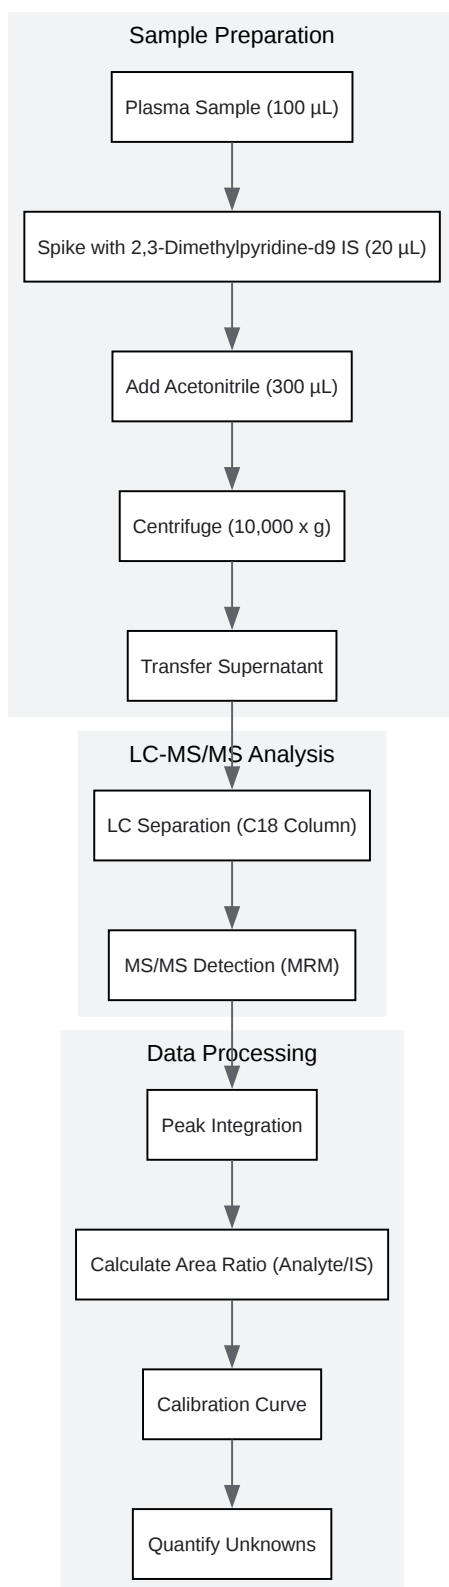 Sample Preparation
Plasma Sample (100 µL)
Spike with 2,3-Dimethylpyridine-d9 IS (20 µL)
Add Acetonitrile (300 µL)
Centrifuge (10,000 x g)
Transfer Supernatant
LC-MS/MS Analysis
LC Separation (C18 Column)
MS/MS Detection (MRM)
Data Processing
Peak Integration
Calculate Area Ratio (Analyte/IS)
Calibration Curve
Quantify Unknowns